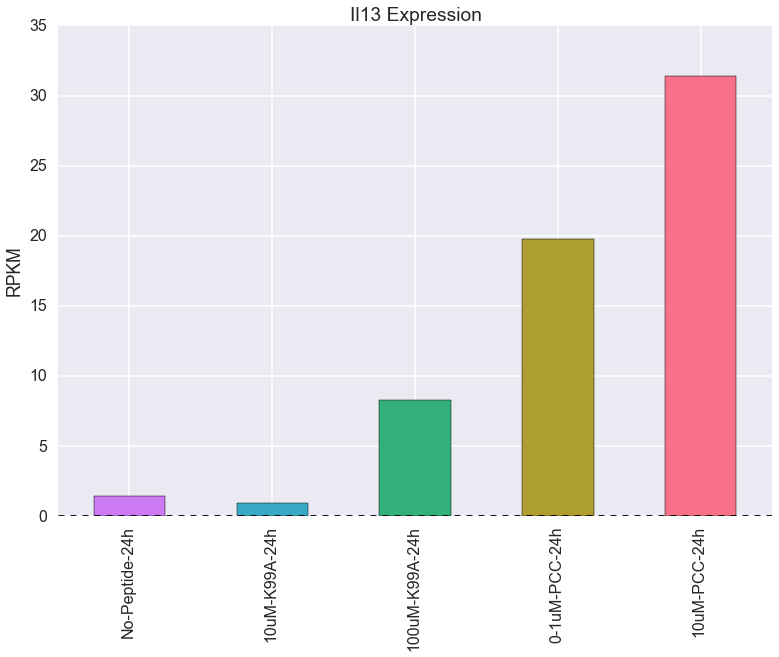 Il13 Expression
35
30
25
20
15
10
5
0
RPKM
No-Peptide-24h
10uM-K99A-24h
100uM-K99A-24h
0-1uM-PCC-24h
10uM-PCC-24h